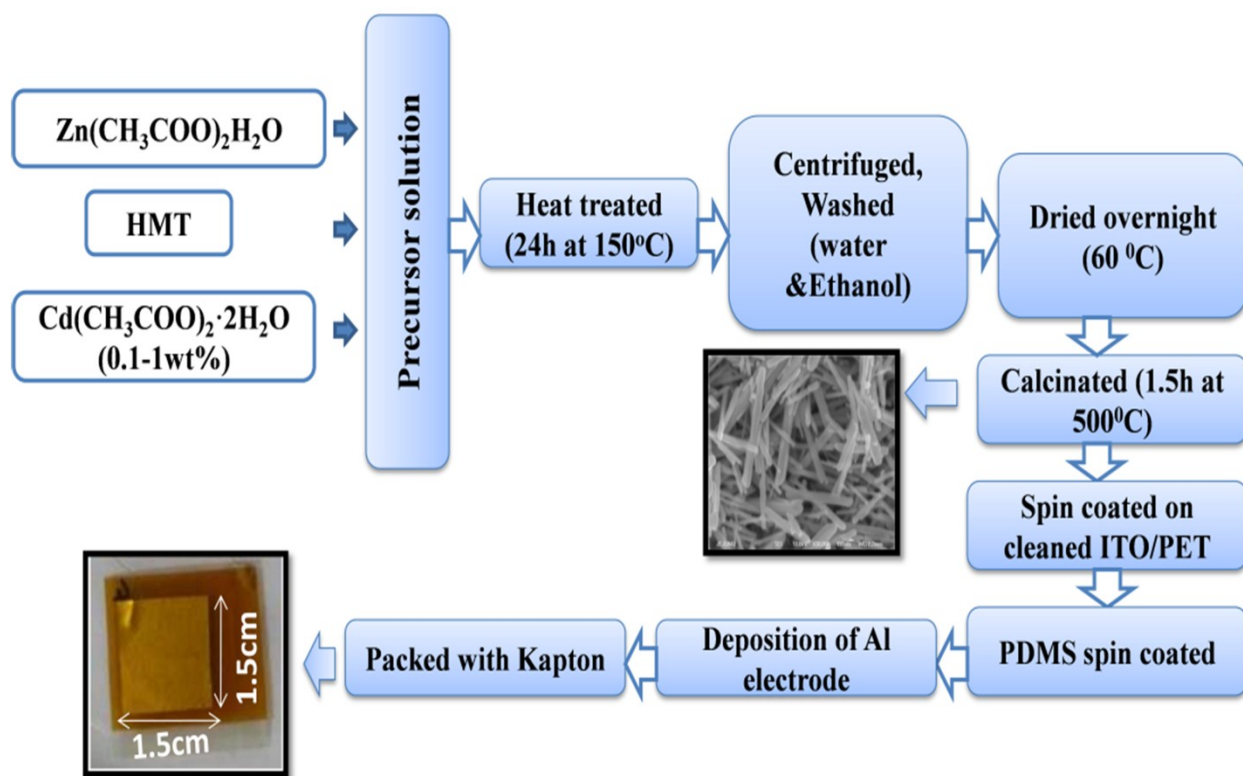 Zn(CH₃COO)₂H₂O
HMT
Cd(CH₃COO)₂·2H₂O
(0.1-1wt%)
Precursor solution
Heat treated
(24h at 150⁰C)
Centrifuged,
Washed
(water
&Ethanol)
Dried overnight
(60 ⁰C)
Calcinated (1.5h at
500⁰C)
Spin coated on
cleaned ITO/PET
PDMS spin coated
Deposition of Al
electrode
Packed with Kapton
1.5cm
1.5cm